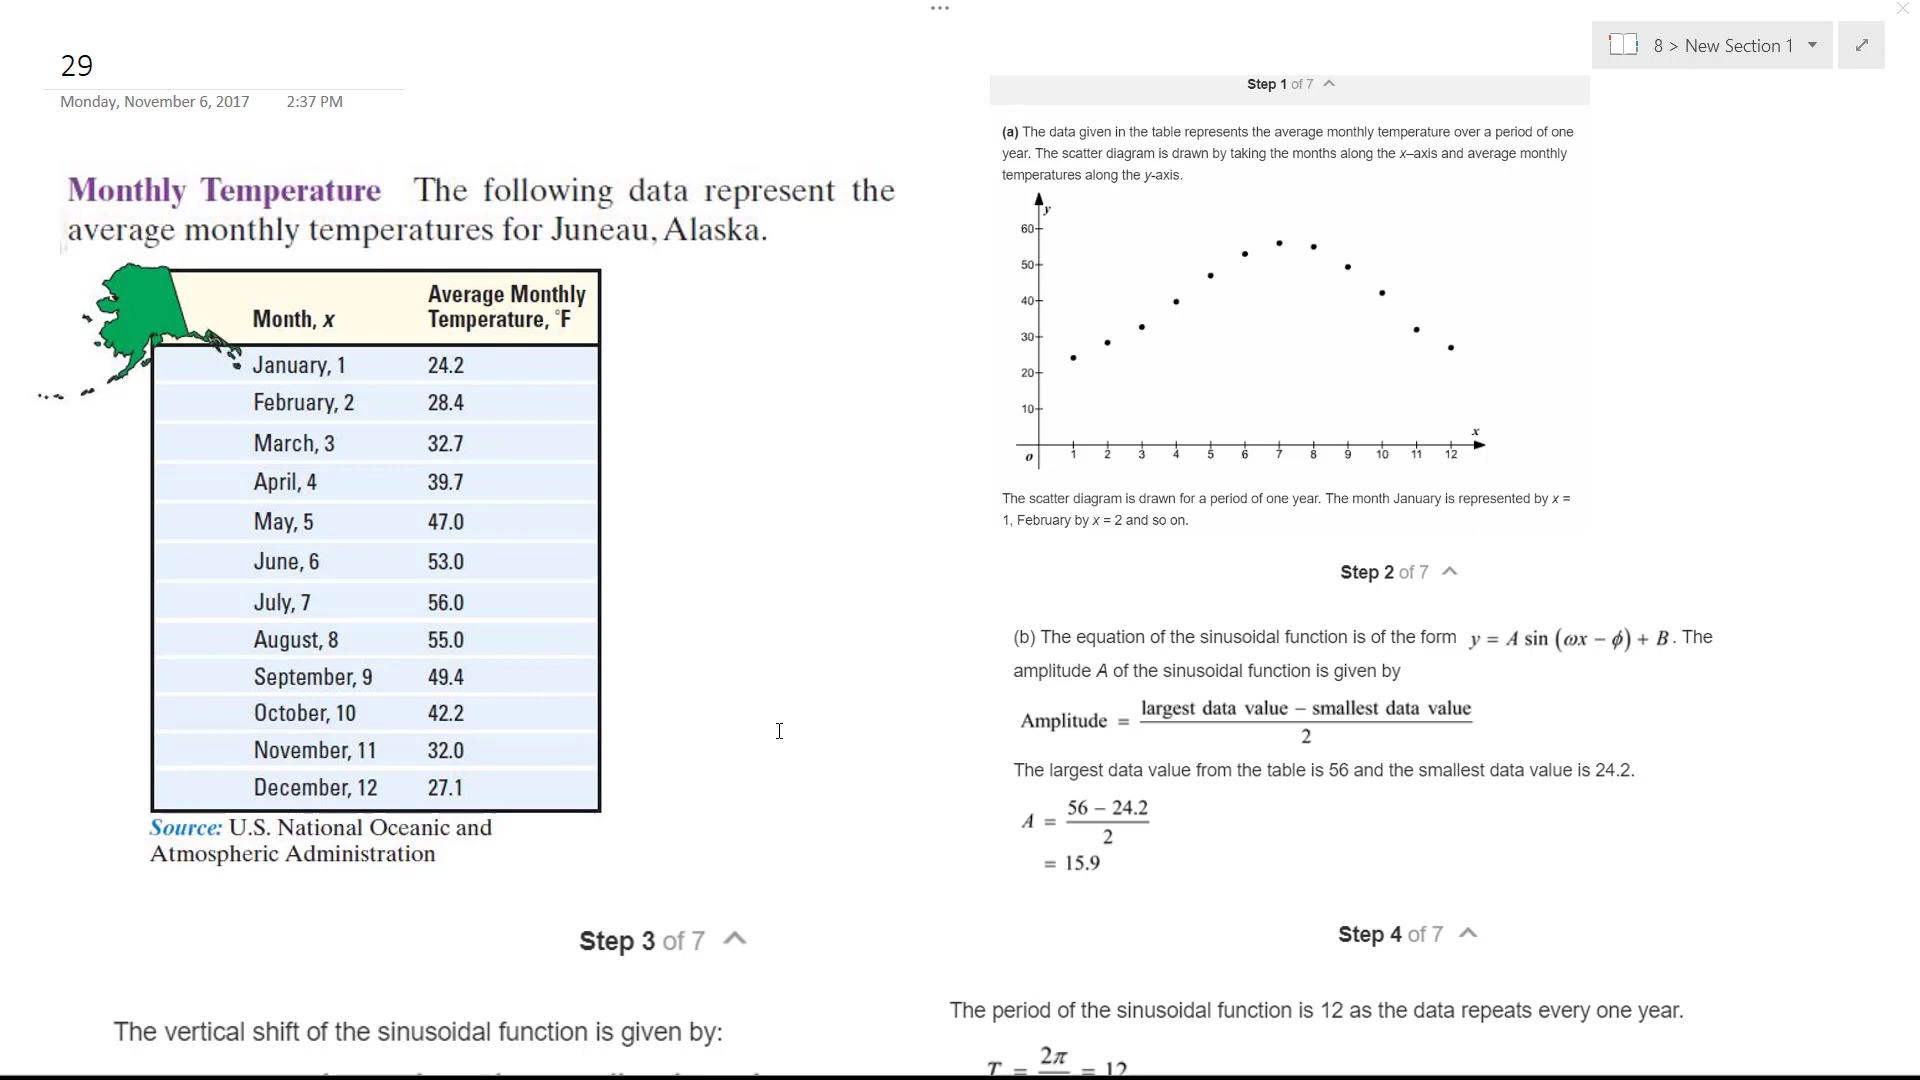 29
Monday, November 6, 2017 2:37 PM
8 > New Section 1
Monthly Temperature The following data represent the
average monthly temperatures for Juneau, Alaska.
Month, x
Average Monthly
Temperature, °F
January, 1 24.2
February, 2 28.4
March, 3 32.7
April, 4 39.7
May, 5 47.0
June, 6 53.0
July, 7 56.0
August, 8 55.0
September, 9 49.4
October, 10 42.2
November, 11 32.0
December, 12 27.1
Source: U.S. National Oceanic and
Atmospheric Administration
Step 1 of 7
(a) The data given in the table represents the average monthly temperature over a period of one
year. The scatter diagram is drawn by taking the months along the x–axis and average monthly
temperatures along the y-axis.
y
60
50
40
30
20
10
x
o 1 2 3 4 5 6 7 8 9 10 11 12
The scatter diagram is drawn for a period of one year. The month January is represented by x =
1, February by x = 2 and so on.
Step 2 of 7
(b) The equation of the sinusoidal function is of the form y = A sin (ωx − ϕ) + B. The
amplitude A of the sinusoidal function is given by
Amplitude = largest data value − smallest data value
2
The largest data value from the table is 56 and the smallest data value is 24.2.
A = 56 − 24.2
2
= 15.9
Step 3 of 7
The vertical shift of the sinusoidal function is given by:
Step 4 of 7
The period of the sinusoidal function is 12 as the data repeats every one year.
T = 2π = 12